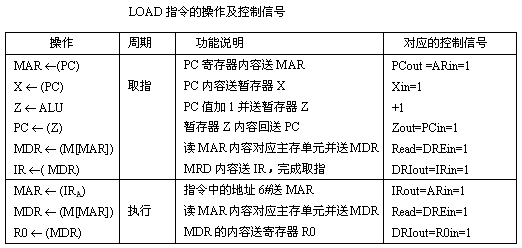 LOAD 指令的操作及控制信号
操作 周期 功能说明 对应的控制信号
MAR←(PC) PC 寄存器内容送 MAR PCout =ARin=1
X ← (PC) 取指 PC 内容送暂存器 X Xin=1
Z ← ALU PC 值加 1 并送暂存器 Z +1
PC ← (Z) 暂存器 Z 内容回送 PC Zout=PCin=1
MDR ← (M[MAR]) 读 MAR 内容对应主存单元并送 MDR Read=DREin=1
IR ←( MDR) MRD 内容送 IR，完成取指 DRIout=IRin=1
MAR ← (IRA) 指令中的地址 6#送 MAR IRout=ARin=1
MDR ← (M[MAR]) 执行 读 MAR 内容对应主存单元并送 MDR Read=DREin=1
R0 ← (MDR) MDR 的内容送寄存器 R0 DRIout=R0in=1